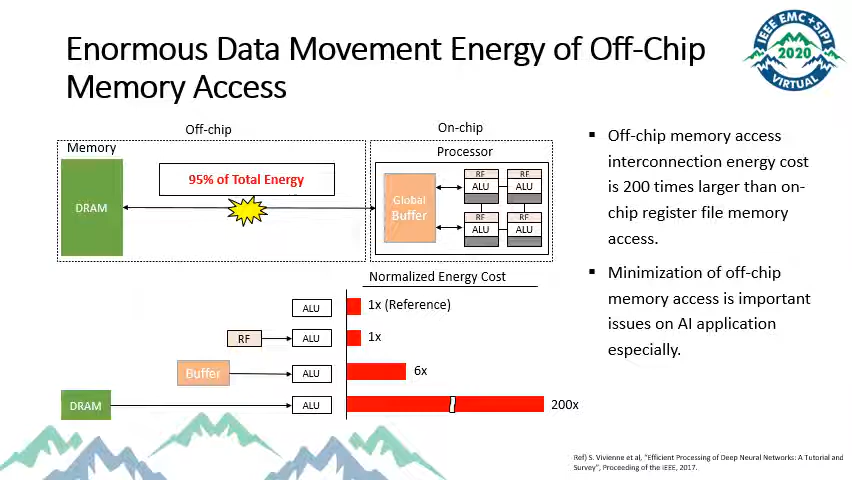 Enormous Data Movement Energy of Off-Chip
Memory Access
IEEE EMC+SIPI
2020
VIRTUAL
Off-chip
On-chip
Memory
Processor
DRAM
95% of Total Energy
Global
Buffer
RF
RF
ALU
ALU
RF
RF
ALU
ALU
▪ Off-chip memory access
interconnection energy cost
is 200 times larger than on-
chip register file memory
access.
▪ Minimization of off-chip
memory access is important
issues on AI application
especially.
Normalized Energy Cost
ALU
1x (Reference)
RF
ALU
1x
Buffer
ALU
6x
DRAM
ALU
200x
Ref) S. Vivienne et al, "Efficient Processing of Deep Neural Networks: A Tutorial and
Survey", Proceeding of the IEEE, 2017.